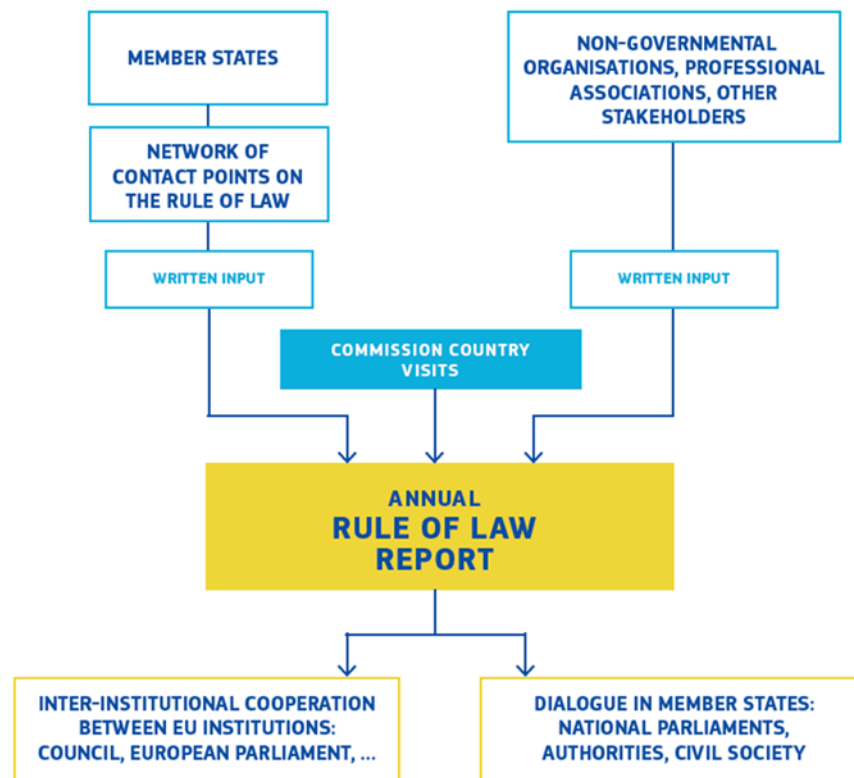 MEMBER STATES
NON-GOVERNMENTAL
ORGANISATIONS, PROFESSIONAL
ASSOCIATIONS, OTHER
STAKEHOLDERS
NETWORK OF
CONTACT POINTS ON
THE RULE OF LAW
WRITTEN INPUT
WRITTEN INPUT
COMMISSION COUNTRY
VISITS
ANNUAL
RULE OF LAW
REPORT
INTER-INSTITUTIONAL COOPERATION
BETWEEN EU INSTITUTIONS:
COUNCIL, EUROPEAN PARLIAMENT, ...
DIALOGUE IN MEMBER STATES:
NATIONAL PARLIAMENTS,
AUTHORITIES, CIVIL SOCIETY